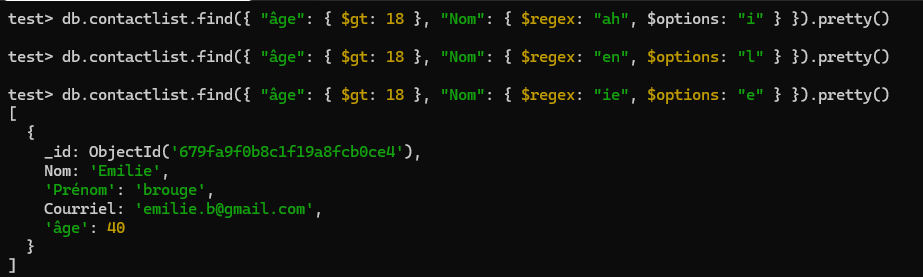 test> db.contactlist.find({ "âge": { $gt: 18 }, "Nom": { $regex: "ah", $options: "i" } }).pretty()
test> db.contactlist.find({ "âge": { $gt: 18 }, "Nom": { $regex: "en", $options: "l" } }).pretty()
test> db.contactlist.find({ "âge": { $gt: 18 }, "Nom": { $regex: "ie", $options: "e" } }).pretty()
[
  {
    _id: ObjectId('679fa9f0b8c1f19a8fcb0ce4'),
    Nom: 'Emilie',
    'Prénom': 'brouge',
    Courriel: 'emilie.b@gmail.com',
    'âge': 40
  }
]